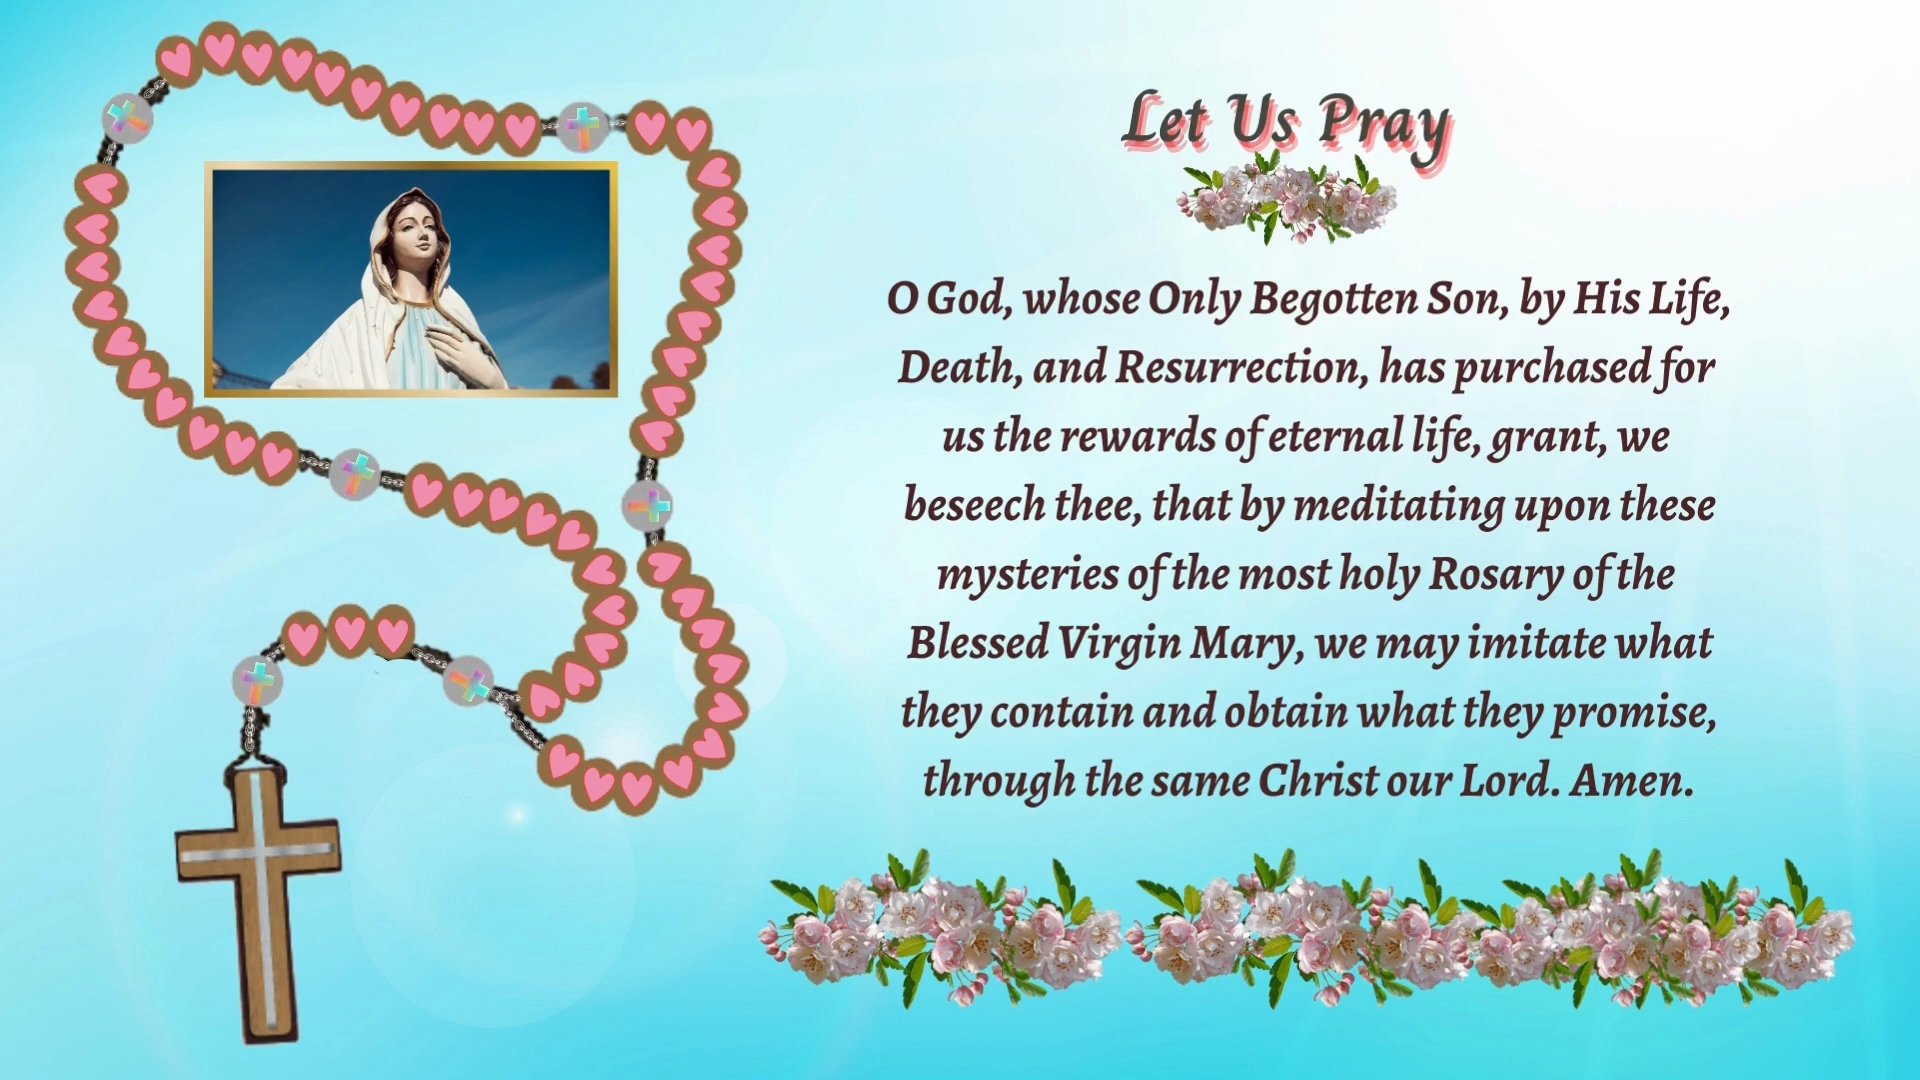 Let Us Pray
O God, whose Only Begotten Son, by His Life,
Death, and Resurrection, has purchased for
us the rewards of eternal life, grant, we
beseech thee, that by meditating upon these
mysteries of the most holy Rosary of the
Blessed Virgin Mary, we may imitate what
they contain and obtain what they promise,
through the same Christ our Lord. Amen.